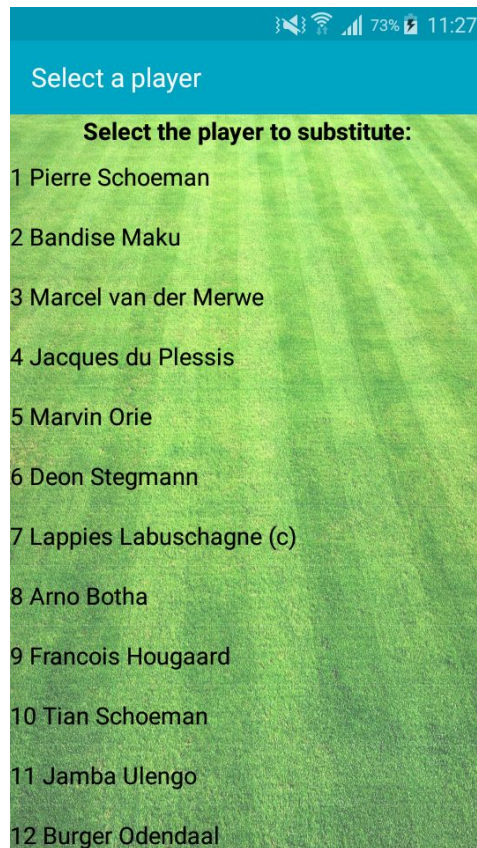 73% 11:27
Select a player
Select the player to substitute:
1 Pierre Schoeman
2 Bandise Maku
3 Marcel van der Merwe
4 Jacques du Plessis
5 Marvin Orie
6 Deon Stegmann
7 Lappies Labuschagne (c)
8 Arno Botha
9 Francois Hougaard
10 Tian Schoeman
11 Jamba Ulengo
12 Burger Odendaal